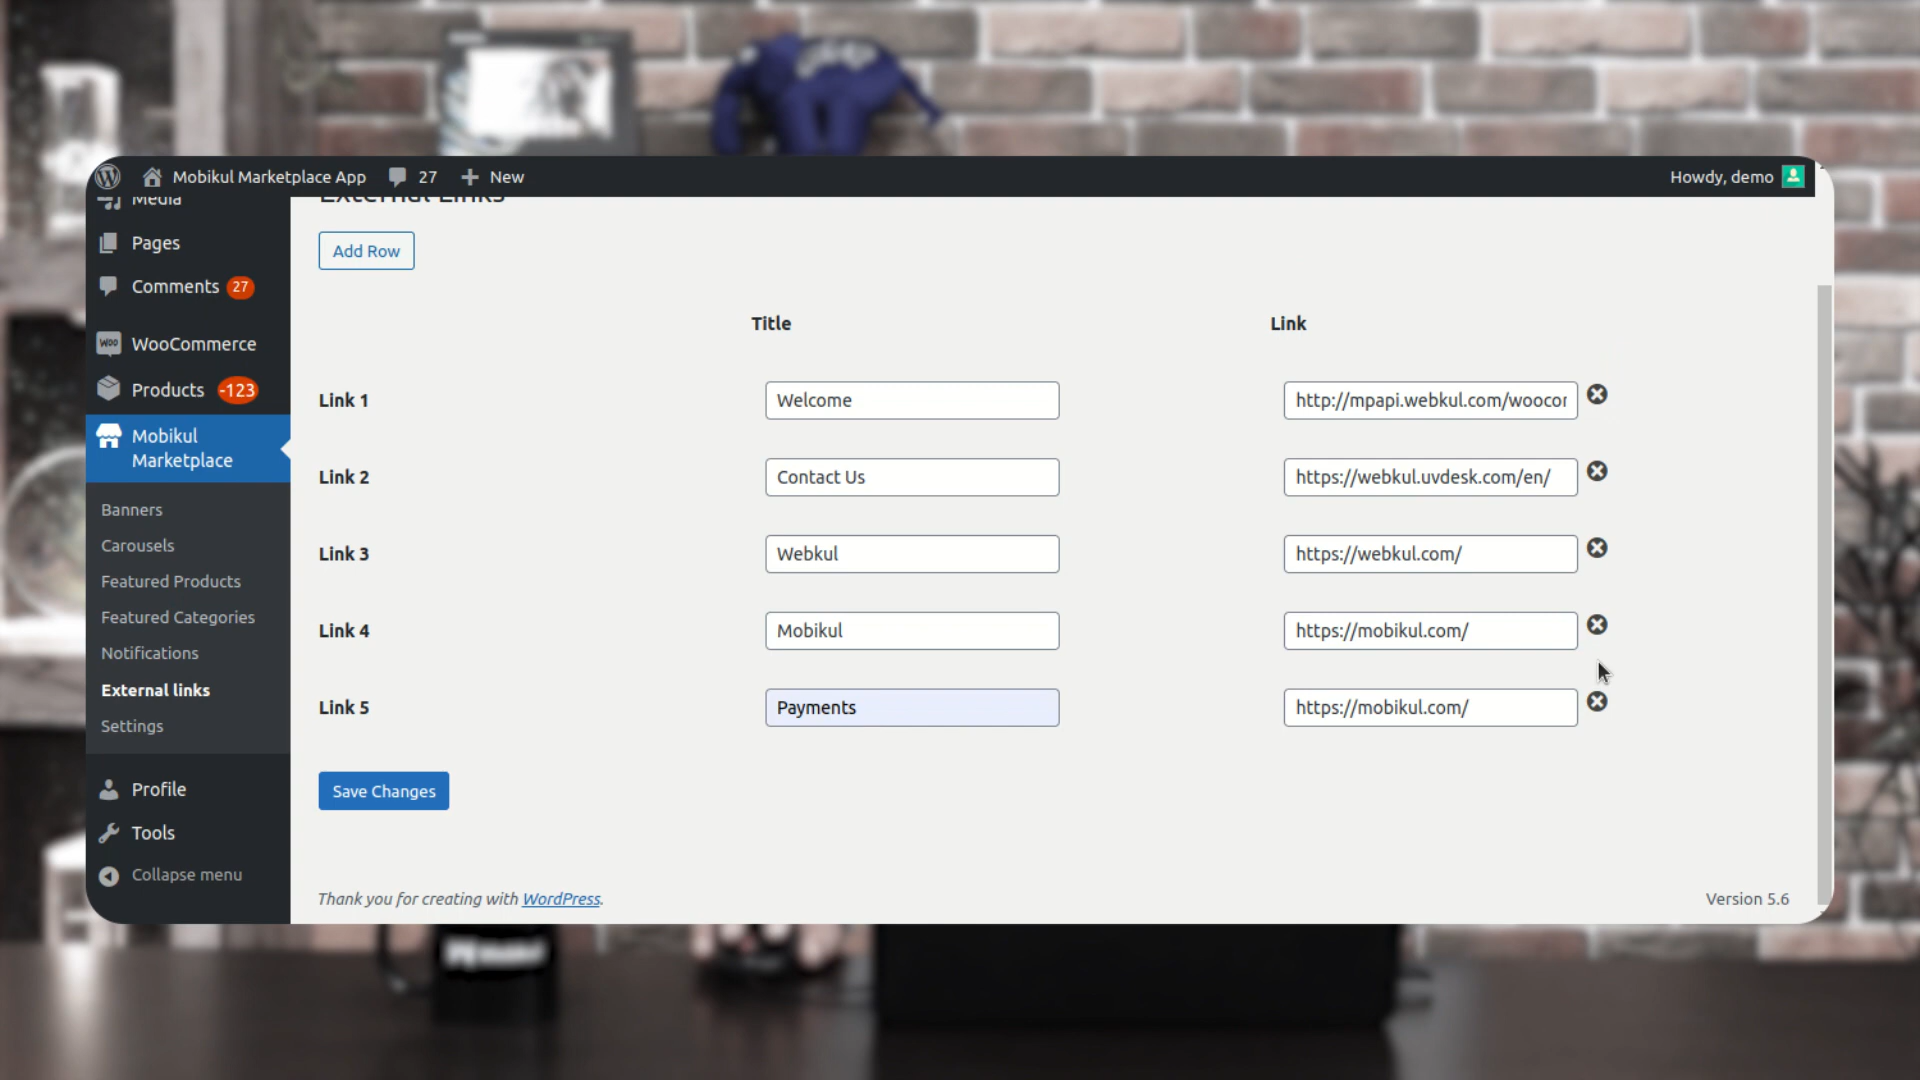 Mobikul Marketplace App
27
New
Howdy, demo
Media
Pages
Comments 27
WooCommerce
Products -123
Mobikul
Marketplace
Banners
Carousels
Featured Products
Featured Categories
Notifications
External links
Settings
Profile
Tools
Collapse menu
External Links
Add Row
Title Link
Link 1 Welcome http://mpapi.webkul.com/woocor
Link 2 Contact Us https://webkul.uvdesk.com/en/
Link 3 Webkul https://webkul.com/
Link 4 Mobikul https://mobikul.com/
Link 5 Payments https://mobikul.com/
Save Changes
Thank you for creating with WordPress.
Version 5.6